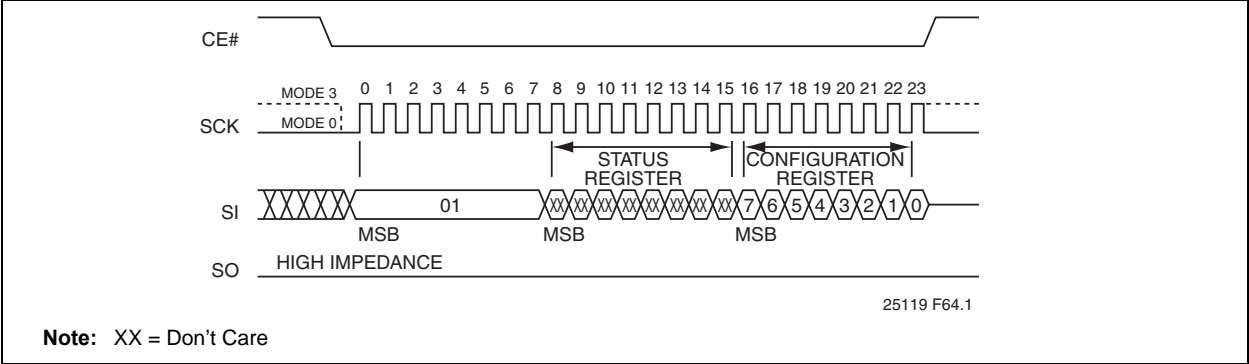 CE#
MODE 3 0 1 2 3 4 5 6 7 8 9 10 11 12 13 14 15 16 17 18 19 20 21 22 23
SCK MODE 0
STATUS REGISTER
CONFIGURATION REGISTER
SI 01 XX XX XX XX XX XX XX XX 7 6 5 4 3 2 1 0
MSB MSB MSB
SO HIGH IMPEDANCE
25119 F64.1
Note: XX = Don't Care